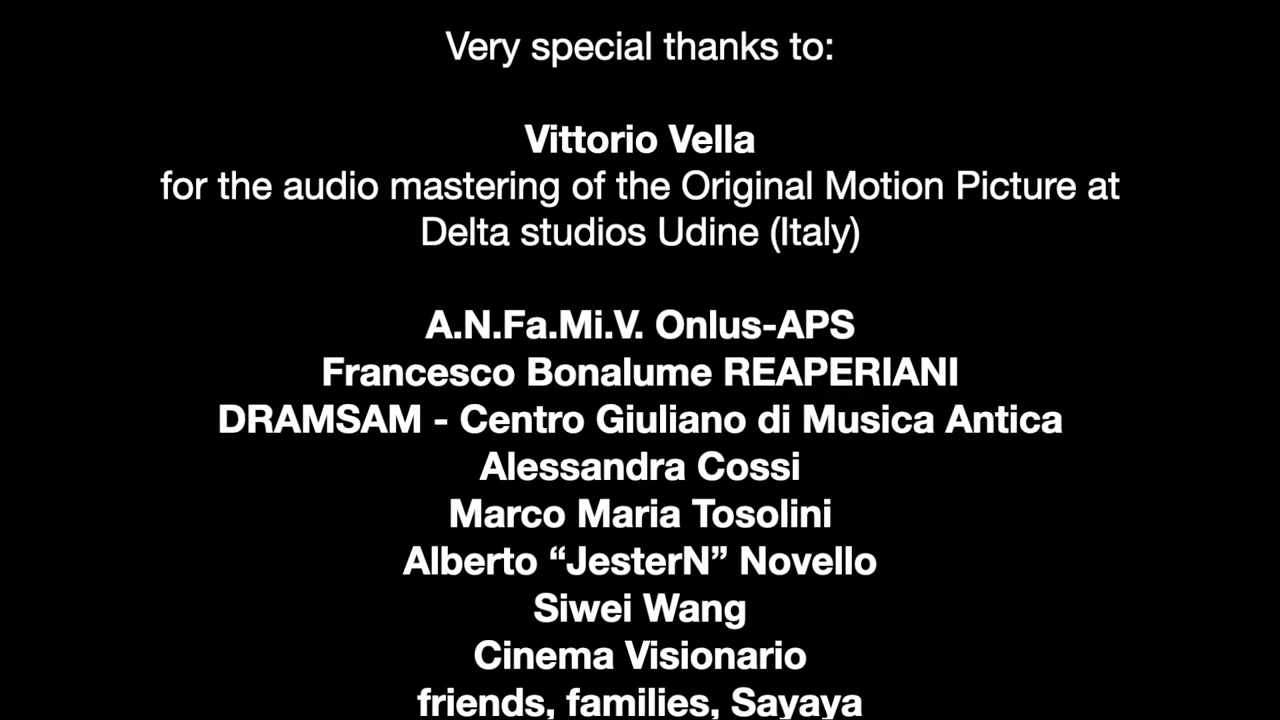 Very special thanks to:
Vittorio Vella
for the audio mastering of the Original Motion Picture at
Delta studios Udine (Italy)
A.N.Fa.Mi.V. Onlus-APS
Francesco Bonalume REAPERIANI
DRAMSAM - Centro Giuliano di Musica Antica
Alessandra Cossi
Marco Maria Tosolini
Alberto “JesterN” Novello
Siwei Wang
Cinema Visionario
friends, families, Sayaya